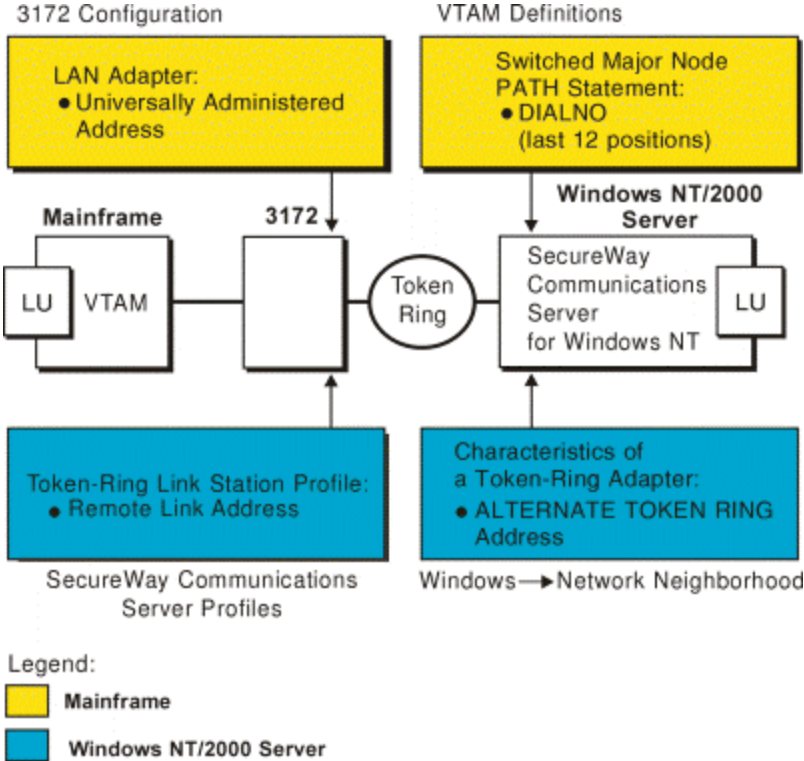 3172 Configuration
VTAM Definitions
LAN Adapter:
● Universally Administered
Address
Switched Major Node
PATH Statement:
● DIALNO
(last 12 positions)
Mainframe
3172
Windows NT/2000
Server
LU
VTAM
Token
Ring
SecureWay
Communications
Server
for Windows NT
LU
Token-Ring Link Station Profile:
● Remote Link Address
Characteristics of
a Token-Ring Adapter:
● ALTERNATE TOKEN RING
Address
SecureWay Communications
Server Profiles
Windows→Network Neighborhood
Legend:
Mainframe
Windows NT/2000 Server